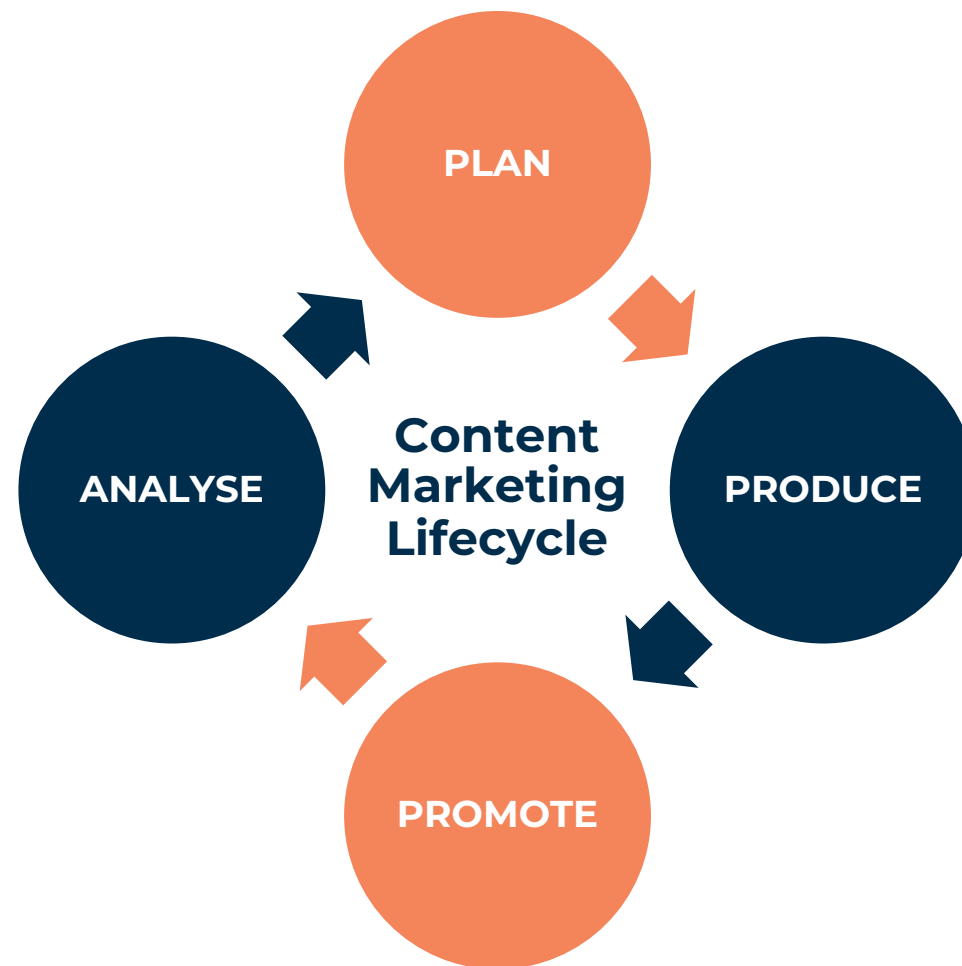 PLAN
Content
Marketing
Lifecycle
ANALYSE
PRODUCE
PROMOTE